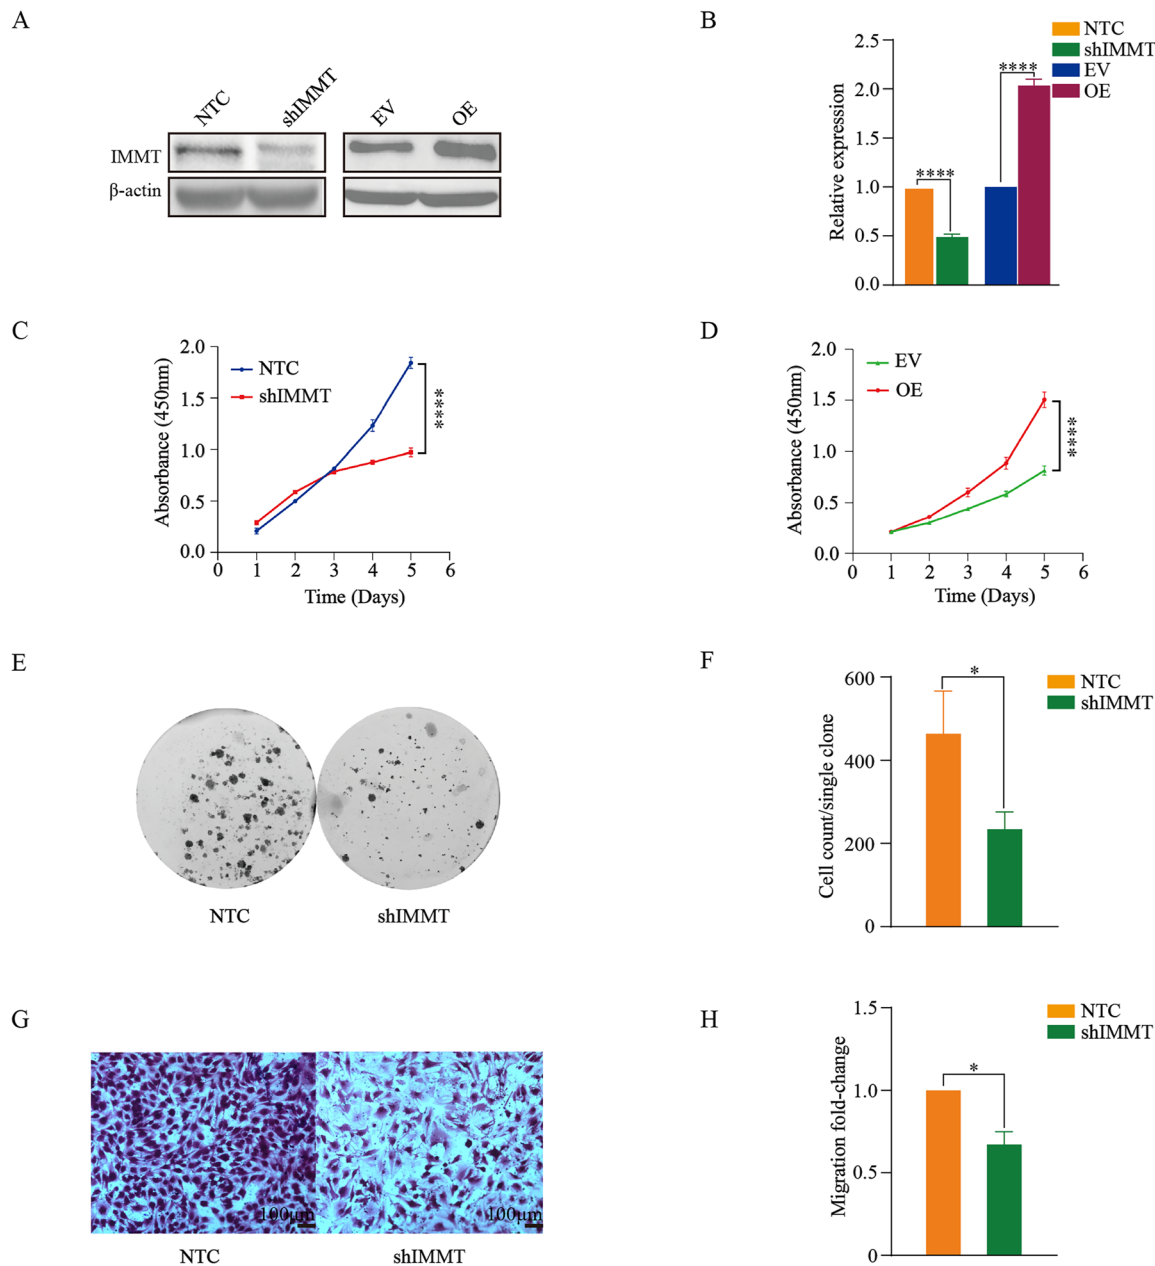 A
NTC
shIMMT
EV
OE
IMMT
β-actin
B
NTC
shIMMT
EV
OE
Relative expression
2.5
2.0
1.5
1.0
0.5
0.0
****
****
C
Absorbance (450nm)
2.0
1.5
1.0
0.5
0.0
NTC
shIMMT
****
0 1 2 3 4 5 6
Time (Days)
D
Absorbance (450nm)
2.0
1.5
1.0
0.5
0.0
EV
OE
****
0 1 2 3 4 5 6
Time (Days)
E
NTC
shIMMT
F
NTC
shIMMT
Cell count/single clone
600
400
200
0
*
G
100μm
100μm
NTC
shIMMT
H
NTC
shIMMT
Migration fold-change
1.5
1.0
0.5
0
*